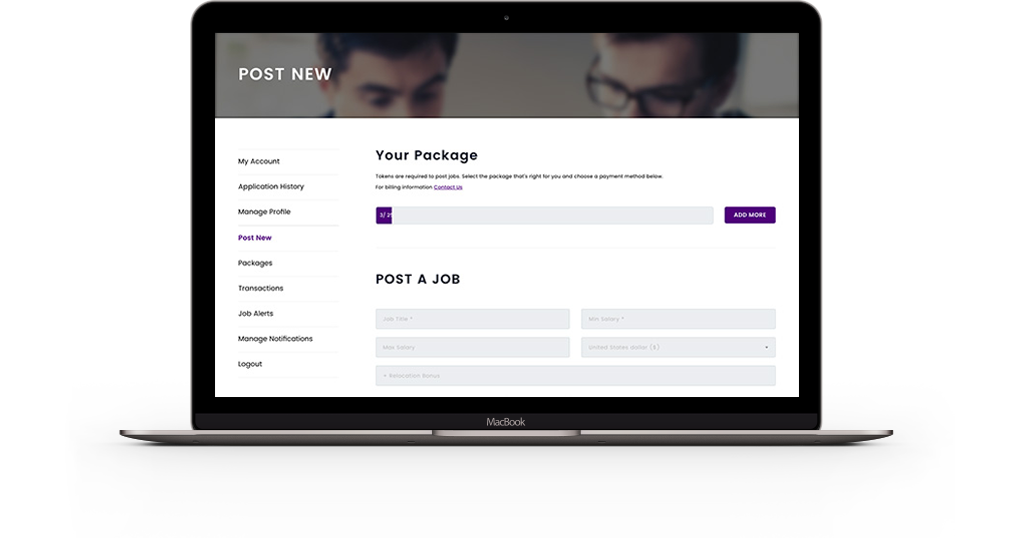 POST NEW
My Account
Application History
Manage Profile
Post New
Packages
Transactions
Job Alerts
Manage Notifications
Logout
Your Package
Tokens are required to post jobs. Select the package that's right for you and choose a payment method below.
For billing information Contact Us
ADD MORE
POST A JOB
Job Title *
Min Salary *
Max Salary
United States dollar ($)
+ Relocation Bonus
MacBook